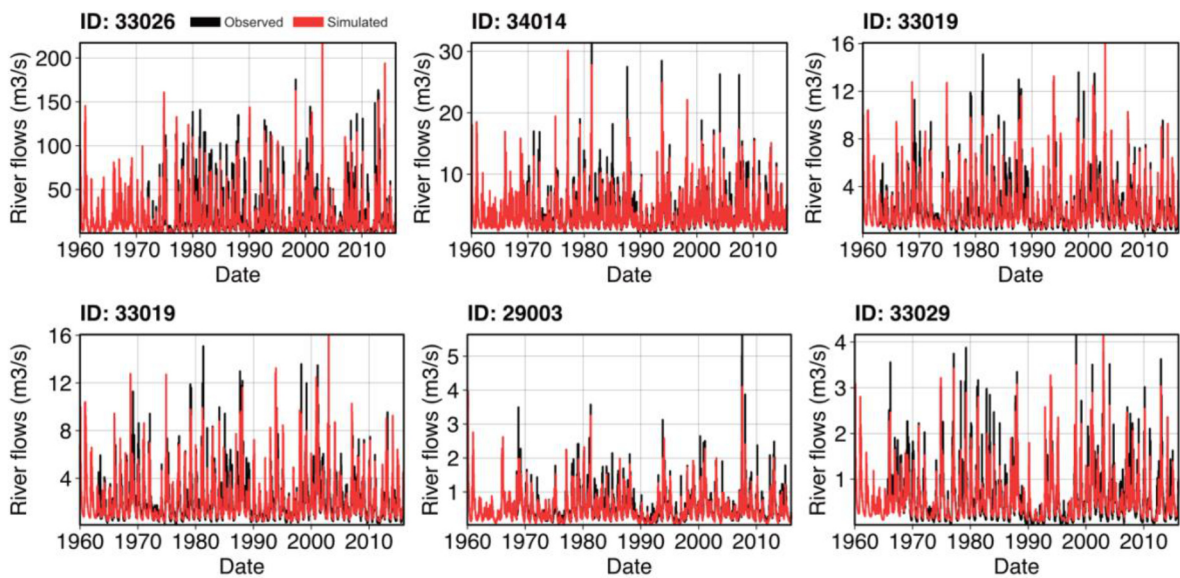 ID: 33026 Observed Simulated
River flows (m3/s)
200
150
100
50
1960 1970 1980 1990 2000 2010
Date
ID: 34014
River flows (m3/s)
30
20
10
1960 1970 1980 1990 2000 2010
Date
ID: 33019
River flows (m3/s)
16
12
8
4
1960 1970 1980 1990 2000 2010
Date
ID: 33019
River flows (m3/s)
16
12
8
4
1960 1970 1980 1990 2000 2010
Date
ID: 29003
River flows (m3/s)
5
4
3
2
1
1960 1970 1980 1990 2000 2010
Date
ID: 33029
River flows (m3/s)
4
3
2
1
1960 1970 1980 1990 2000 2010
Date